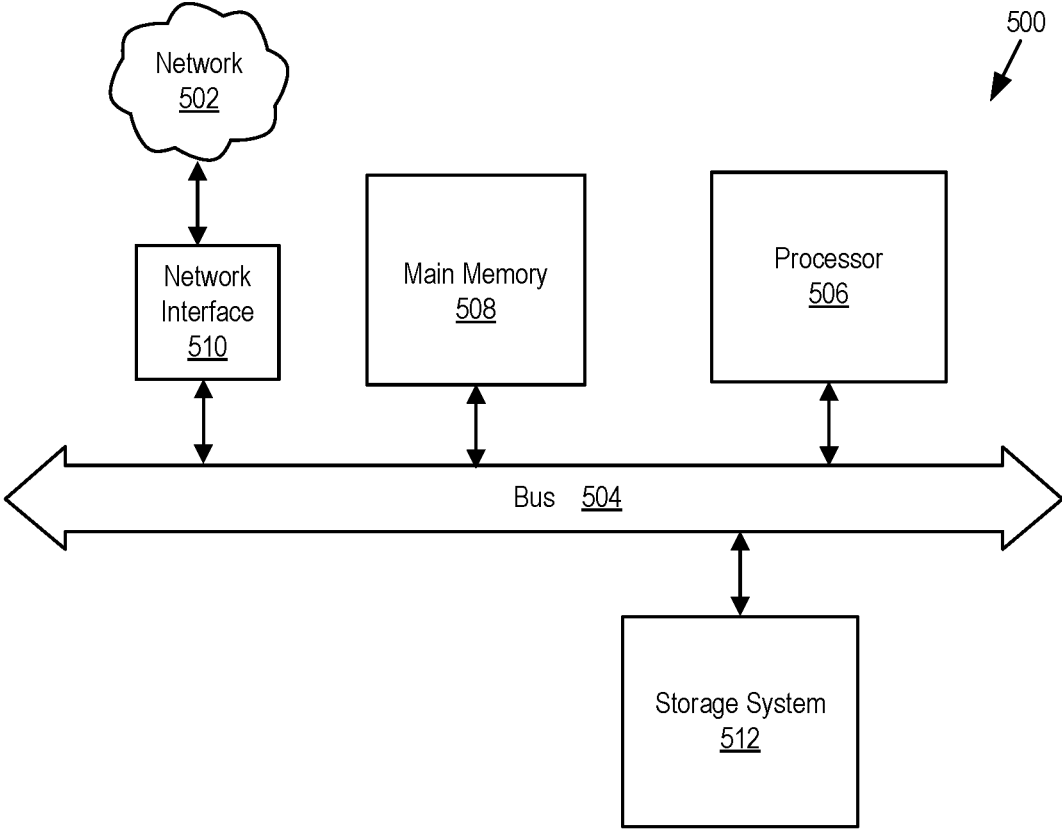 500
Network
502
Network
Interface
510
Main Memory
508
Processor
506
Bus 504
Storage System
512